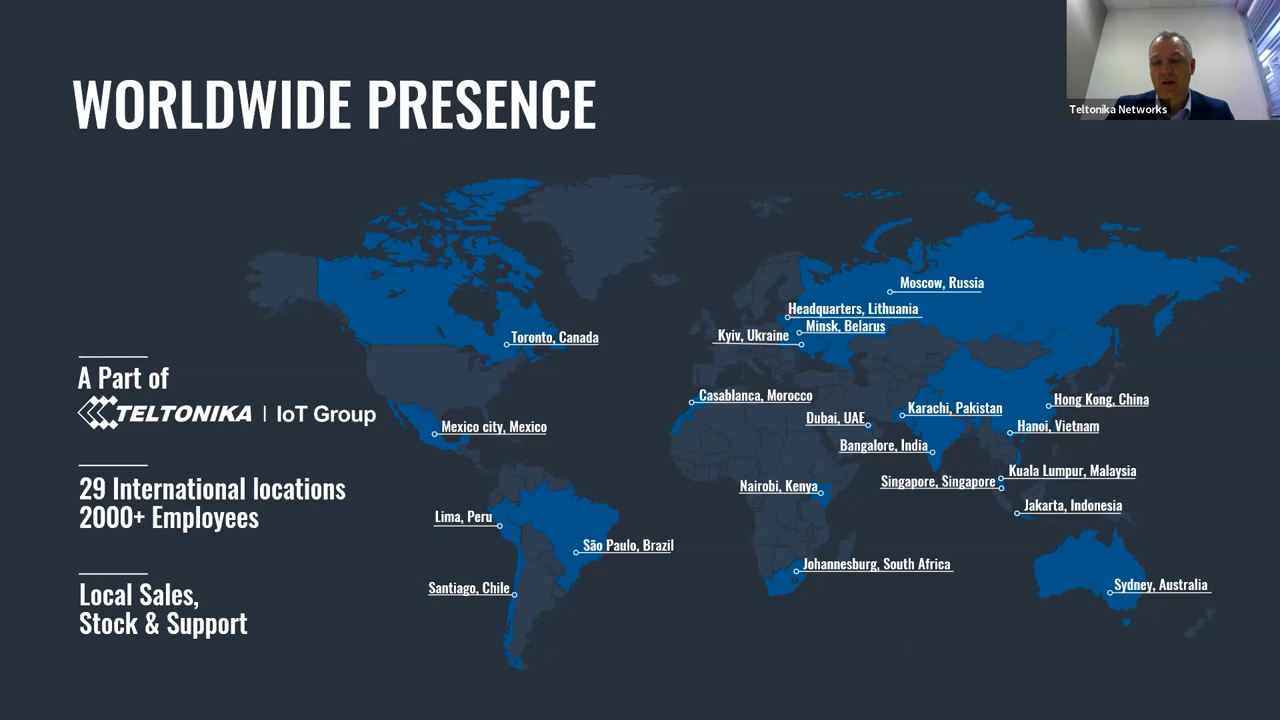 WORLDWIDE PRESENCE
Teltonika Networks
Moscow, Russia
Headquarters, Lithuania
Minsk, Belarus
Kyiv, Ukraine
Toronto, Canada
A Part of
TELTONIKA | IoT Group
Casablanca, Morocco
Hong Kong, China
Karachi, Pakistan
Dubai, UAE
Mexico city, Mexico
Hanoi, Vietnam
Bangalore, India
Kuala Lumpur, Malaysia
Singapore, Singapore
Nairobi, Kenya
29 International locations
2000+ Employees
Jakarta, Indonesia
Lima, Peru
São Paulo, Brazil
Johannesburg, South Africa
Santiago, Chile
Sydney, Australia
Local Sales,
Stock & Support